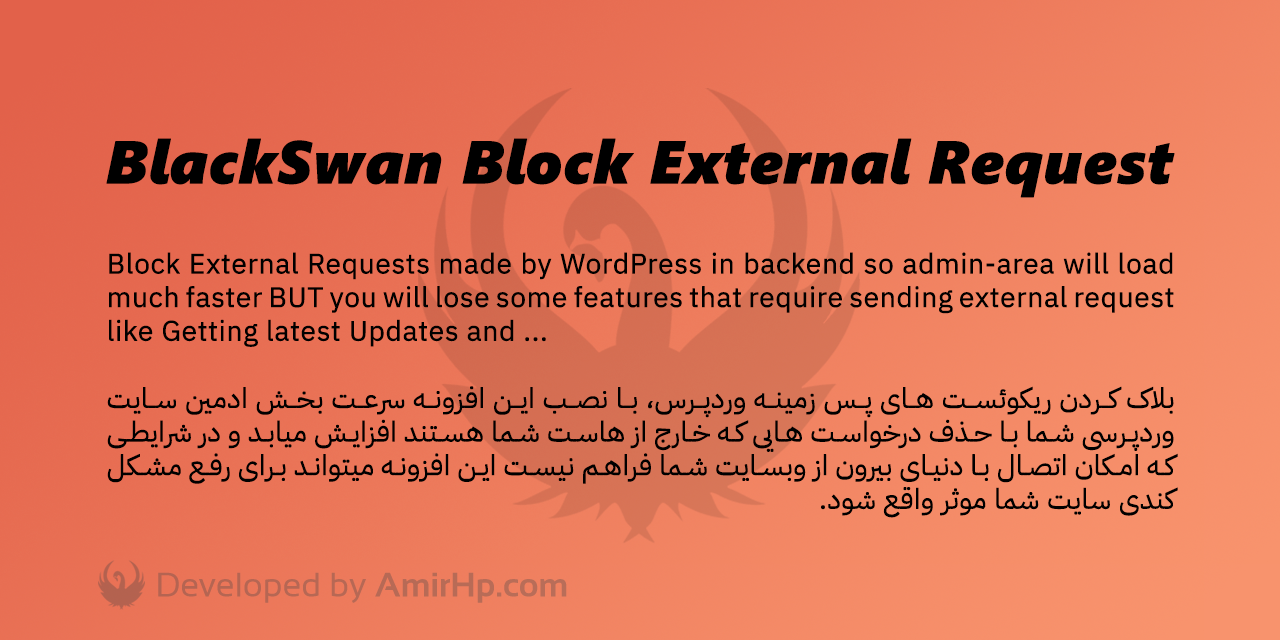 BlackSwan Block External Request
Block External Requests made by WordPress in backend so admin-area will load
much faster BUT you will lose some features that require sending external request
like Getting latest Updates and ...
بلاک کردن ریکوئست های پس زمینه وردپرس، با نصب این افزونه سرعت بخش ادمین سایت
وردپرسی شما با حذف درخواست هایی که خارج از هاست شما هستند افزایش میابد و در شرایطی
که امکان اتصال با دنیای بیرون از وبسایت شما فراهم نیست این افزونه میتواند برای رفع مشکل
کندی سایت شما موثر واقع شود.
Developed by AmirHp.com